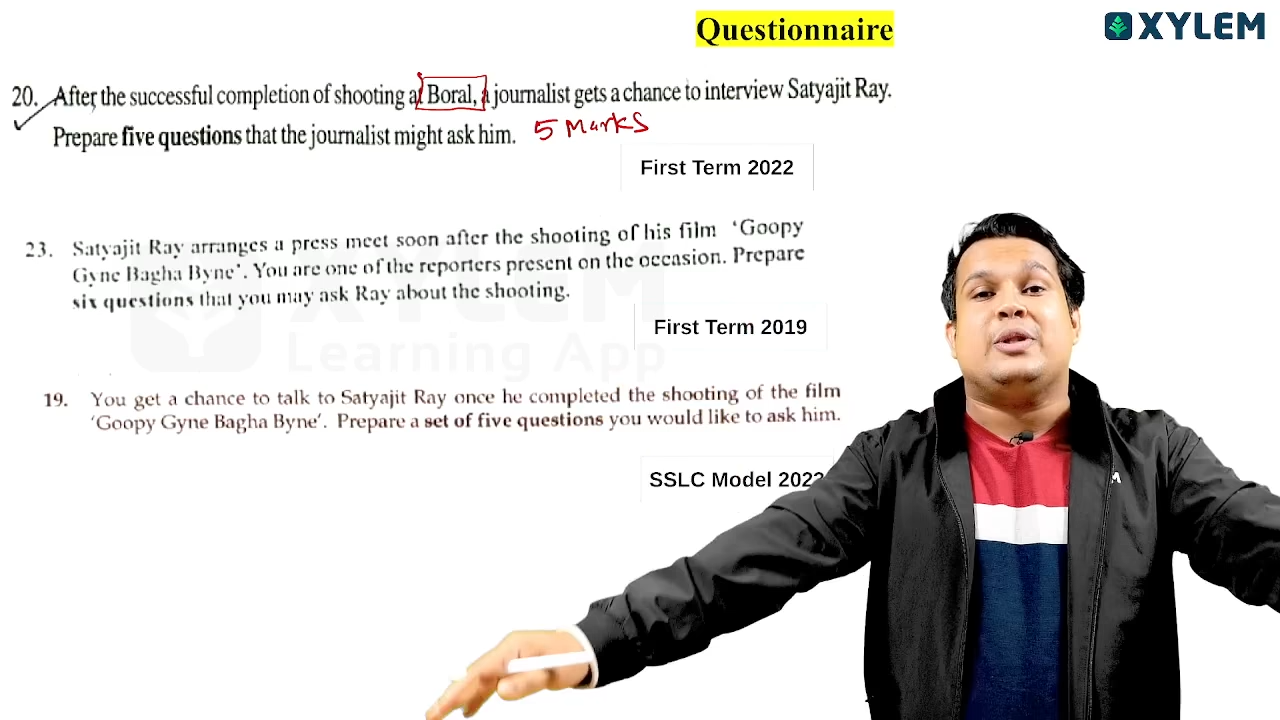 Questionnaire
XYLEM
20. After, the successful completion of shooting at Boral, a journalist gets a chance to interview Satyajit Ray.
Prepare five questions that the journalist might ask him. 5 Marks
First Term 2022
23. Satyajit Ray arranges a press meet soon after the shooting of his film 'Goopy
Gyne Bagha Byne'. You are one of the reporters present on the occasion. Prepare
six questions that you may ask Ray about the shooting.
XYLEM
Learning App
First Term 2019
19. You get a chance to talk to Satyajit Ray once he completed the shooting of the film
'Goopy Gyne Bagha Byne'. Prepare a set of five questions you would like to ask him.
SSLC Model